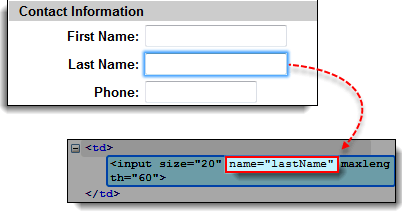 Contact Information
First Name:
Last Name:
Phone:
<td>
<input size="20" name="lastName" maxleng
th="60">
</td>